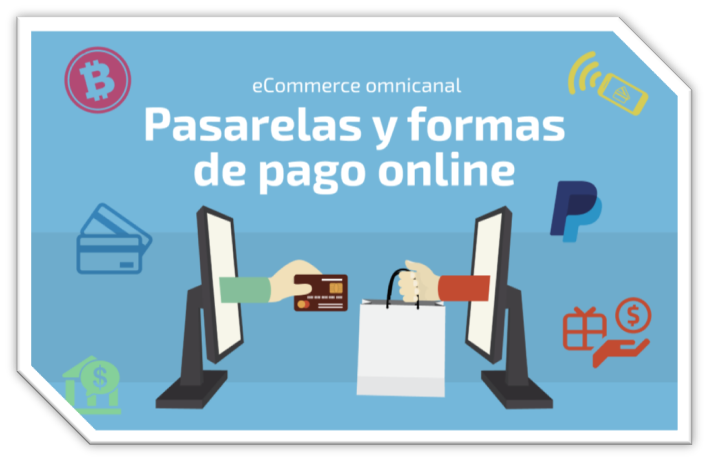 eCommerce omnicanal
Pasarelas y formas
de pago online